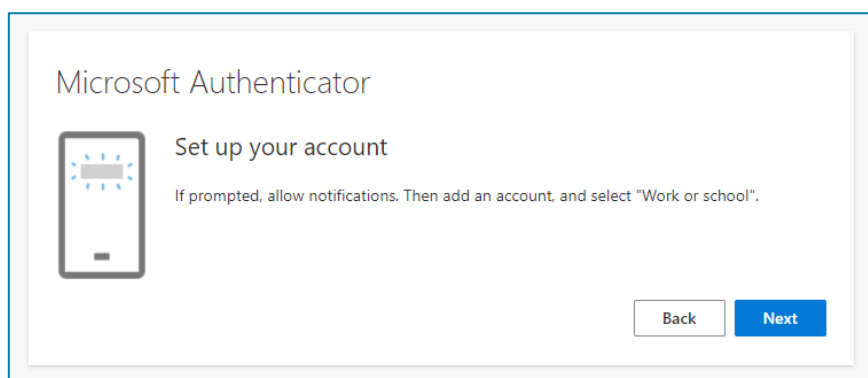 Microsoft Authenticator
Set up your account
If prompted, allow notifications. Then add an account, and select "Work or school".
Back
Next